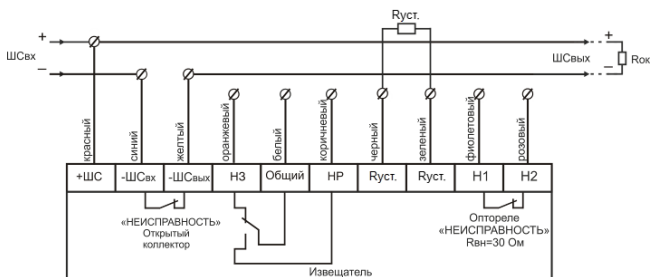 Rуст.
+
ШСвх
–
+
ШСвых
–
Rок
красный
синий
желтый
оранжевый
белый
коричневый
черный
зеленый
фиолетовый
розовый
+ШС
-ШСвх
-ШСвых
НЗ
Общий
НР
Rуст.
Rуст.
Н1
Н2
«НЕИСПРАВНОСТЬ»
Открытый
коллектор
Оптореле
«НЕИСПРАВНОСТЬ»
Rвн=30 Ом
Извещатель